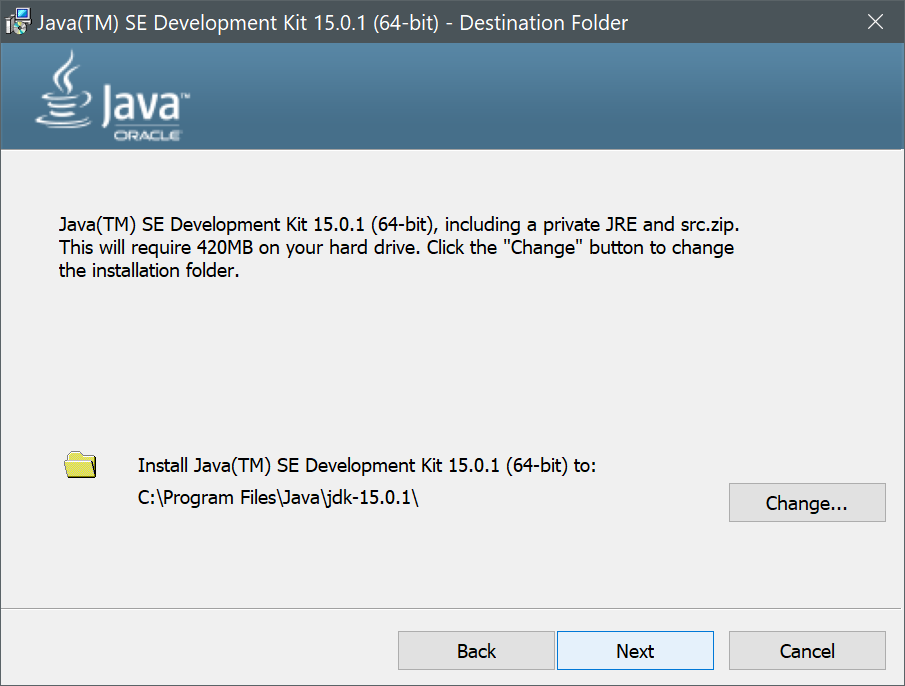 Java(TM) SE Development Kit 15.0.1 (64-bit) - Destination Folder
Java™
ORACLE
Java(TM) SE Development Kit 15.0.1 (64-bit), including a private JRE and src.zip.
This will require 420MB on your hard drive. Click the "Change" button to change
the installation folder.
Install Java(TM) SE Development Kit 15.0.1 (64-bit) to:
C:\Program Files\Java\jdk-15.0.1\
Change...
Back
Next
Cancel